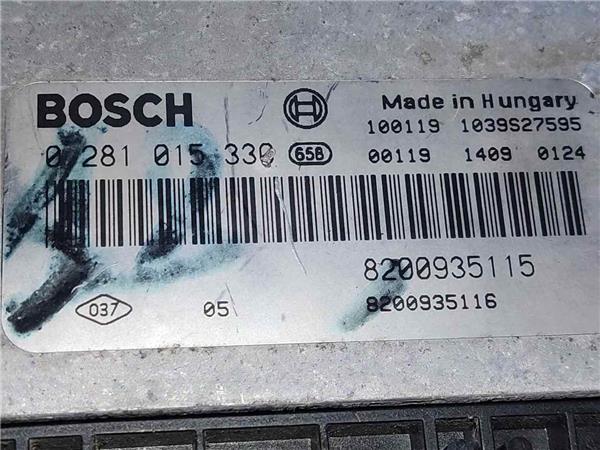 BOSCH
Made in Hungary
100119 1039S27595
0 281 015 330 658
00119 1409 0124
8200935115
037 05
8200935116